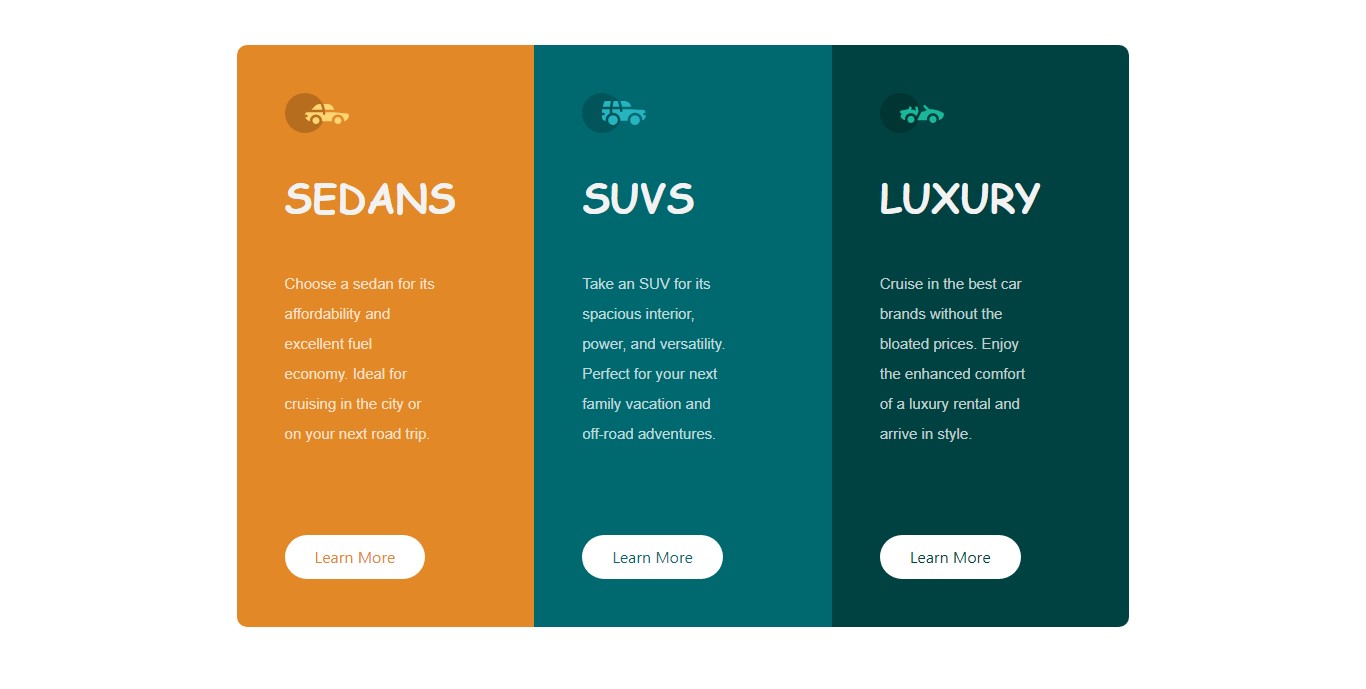 SEDANS
Choose a sedan for its
affordability and
excellent fuel
economy. Ideal for
cruising in the city or
on your next road trip.
Learn More
SUVS
Take an SUV for its
spacious interior,
power, and versatility.
Perfect for your next
family vacation and
off-road adventures.
Learn More
LUXURY
Cruise in the best car
brands without the
bloated prices. Enjoy
the enhanced comfort
of a luxury rental and
arrive in style.
Learn More